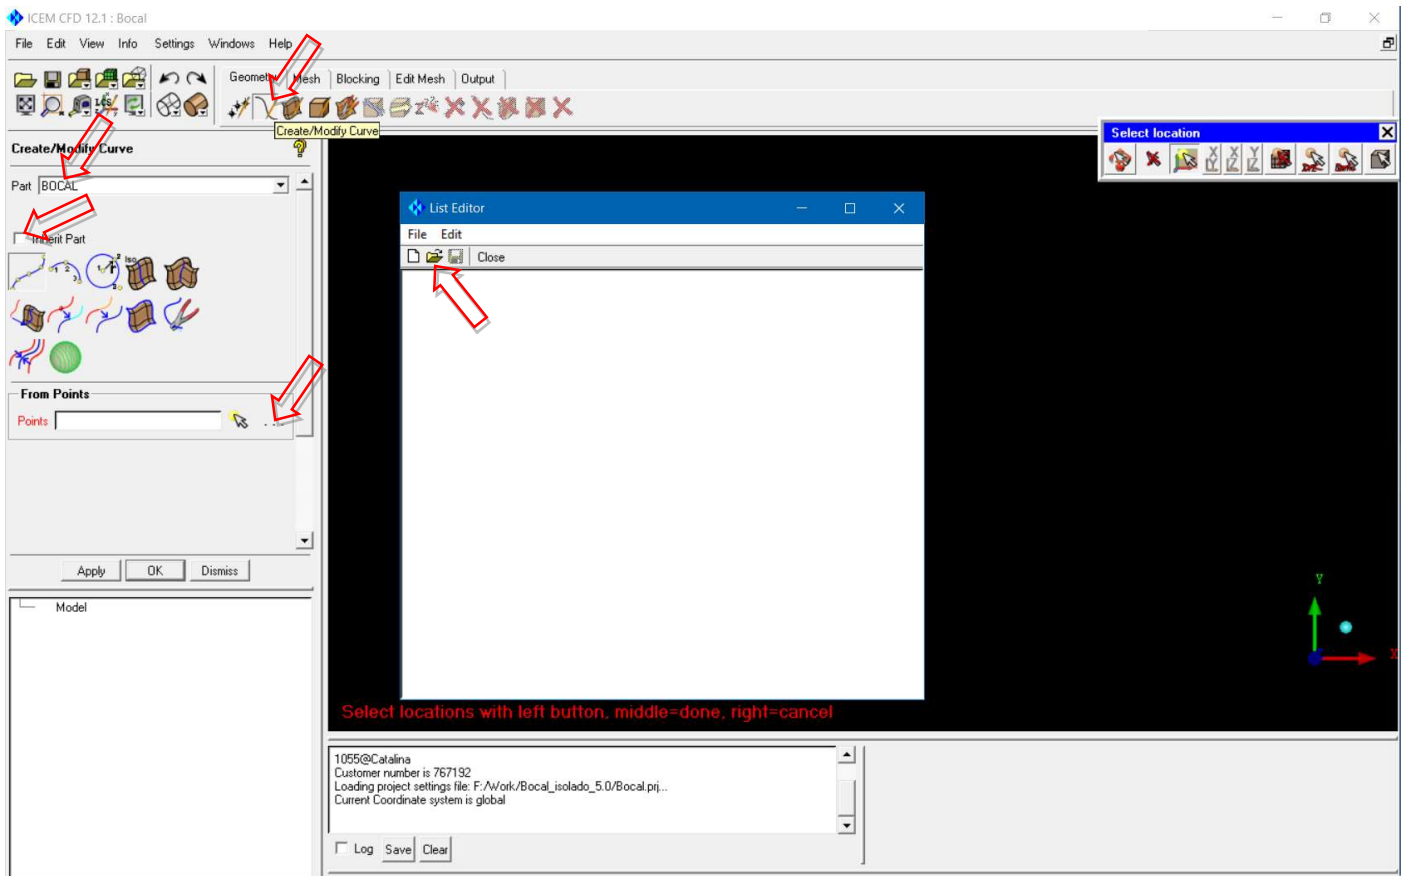 ICEM CFD 12.1 : Bocal
File Edit View Info Settings Windows Help
Geometry Mesh Blocking Edit Mesh Output
Create/Modify Curve
Select location
Create/Modify Curve
Part BOCAL
Inherit Part
List Editor
File Edit
Close
From Points
Points
Apply OK Dismiss
Model
Y
X
Select locations with left button, middle=done, right=cancel
1055@Catalina
Customer number is 767192
Loading project settings file: F:/Work/Bocal_isolado_5.0/Bocal.prj...
Current Coordinate system is global
Log Save Clear